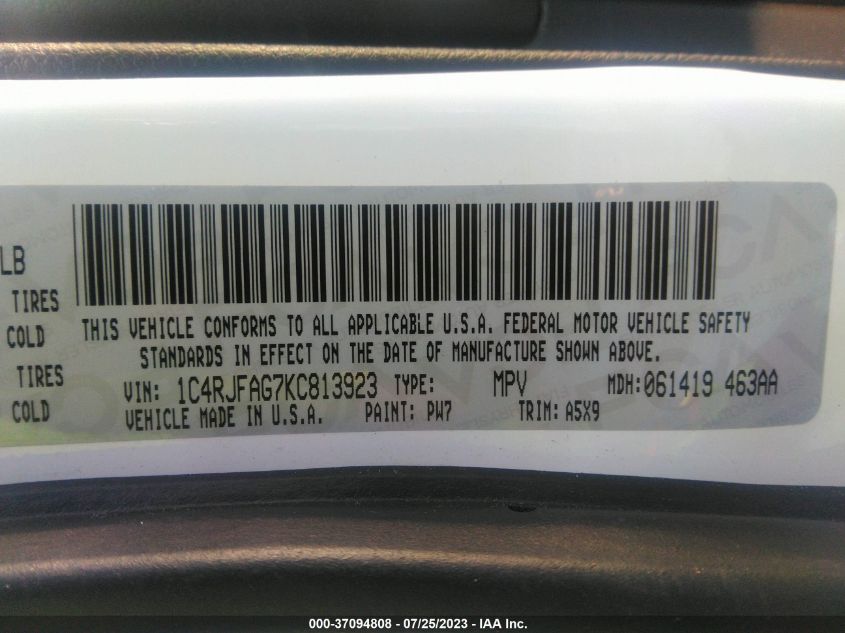 LB
TIRES
COLD
TIRES
COLD
THIS VEHICLE CONFORMS TO ALL APPLICABLE U.S.A. FEDERAL MOTOR VEHICLE SAFETY
STANDARDS IN EFFECT ON THE DATE OF MANUFACTURE SHOWN ABOVE.
VIN: 1C4RJFAG7KC813923 TYPE: MPV MDH: 061419 463AA
VEHICLE MADE IN U.S.A. PAINT: PW7 TRIM: A5X9
000-37094808 - 07/25/2023 - IAA Inc.